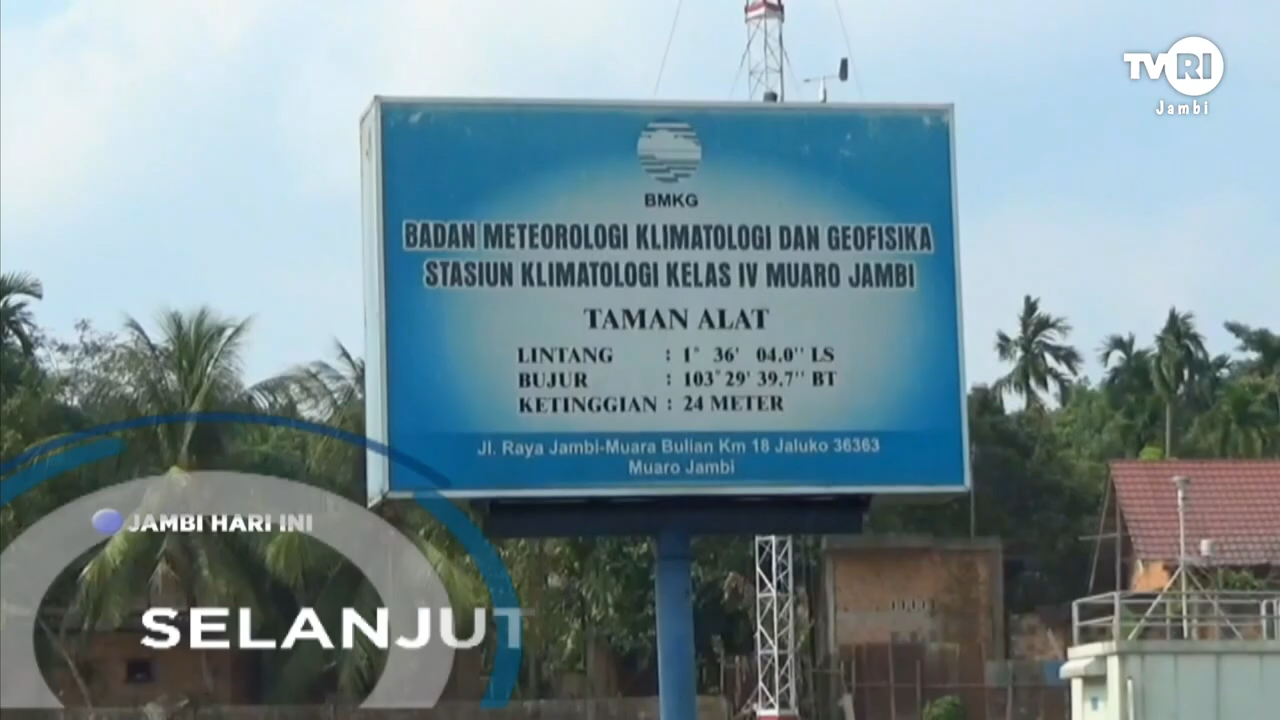 TVRI
Jambi
BMKG
BADAN METEOROLOGI KLIMATOLOGI DAN GEOFISIKA
STASIUN KLIMATOLOGI KELAS IV MUARO JAMBI
TAMAN ALAT
LINTANG : 1° 36' 04.0'' LS
BUJUR : 103° 29' 39.7'' BT
KETINGGIAN : 24 METER
Jl. Raya Jambi-Muara Bulian Km 18 Jaluko 36363
Muaro Jambi
JAMBI HARI INI
SELANJUT